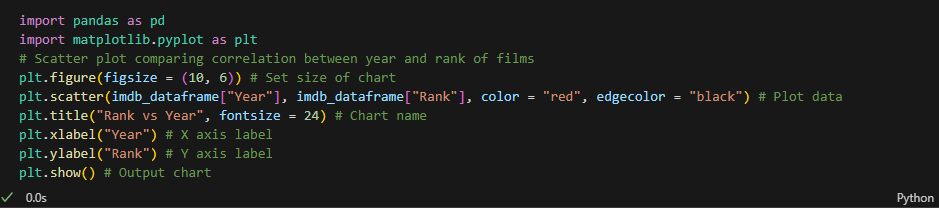 import pandas as pd
import matplotlib.pyplot as plt
# Scatter plot comparing correlation between year and rank of films
plt.figure(figsize = (10, 6)) # Set size of chart
plt.scatter(imdb_dataframe["Year"], imdb_dataframe["Rank"], color = "red", edgecolor = "black") # Plot data
plt.title("Rank vs Year", fontsize = 24) # Chart name
plt.xlabel("Year") # X axis label
plt.ylabel("Rank") # Y axis label
plt.show() # Output chart
0.0s Python